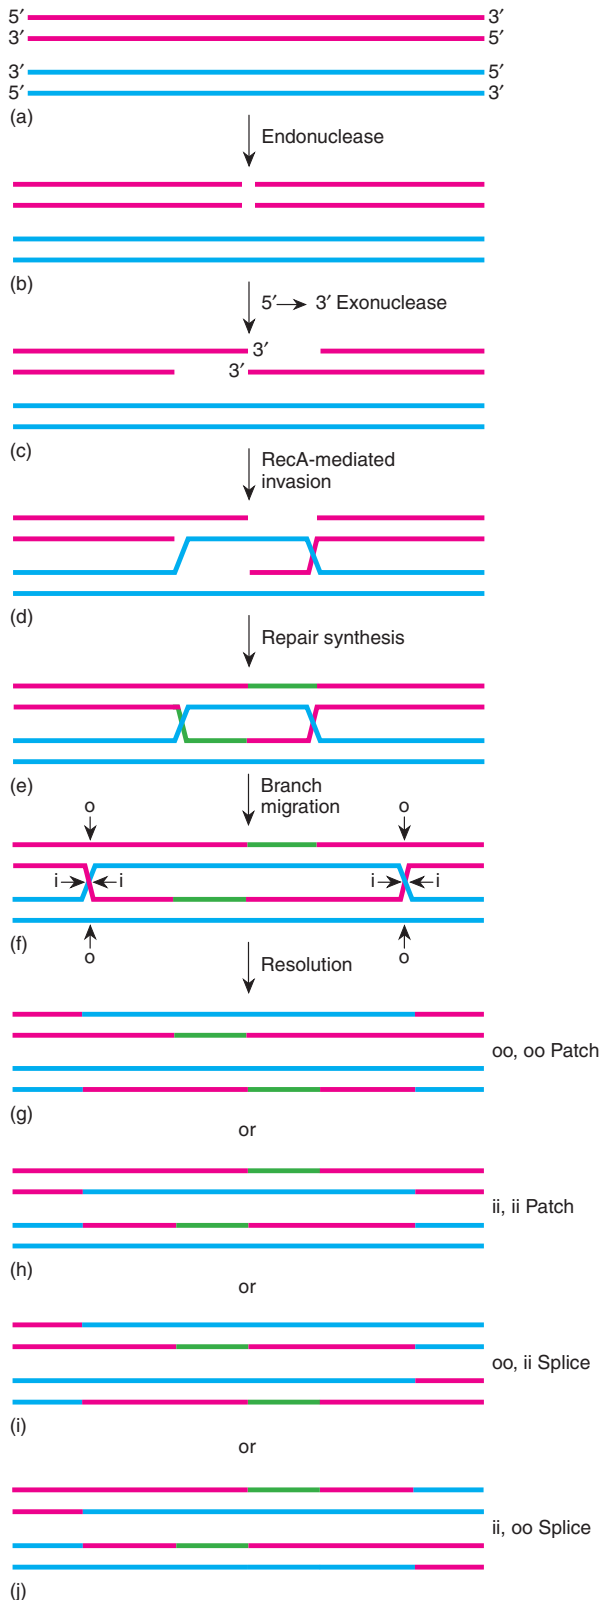 5′ 3′
3′ 5′
3′ 5′
5′ 3′
(a)
Endonuclease
(b)
5′ 3′ Exonuclease
3′
3′
(c)
RecA-mediated
invasion
(d)
Repair synthesis
(e)
Branch
migration
o o
i i i i
(f)
o o
Resolution
oo, oo Patch
(g)
or
ii, ii Patch
(h)
or
oo, ii Splice
(i)
or
ii, oo Splice
(j)